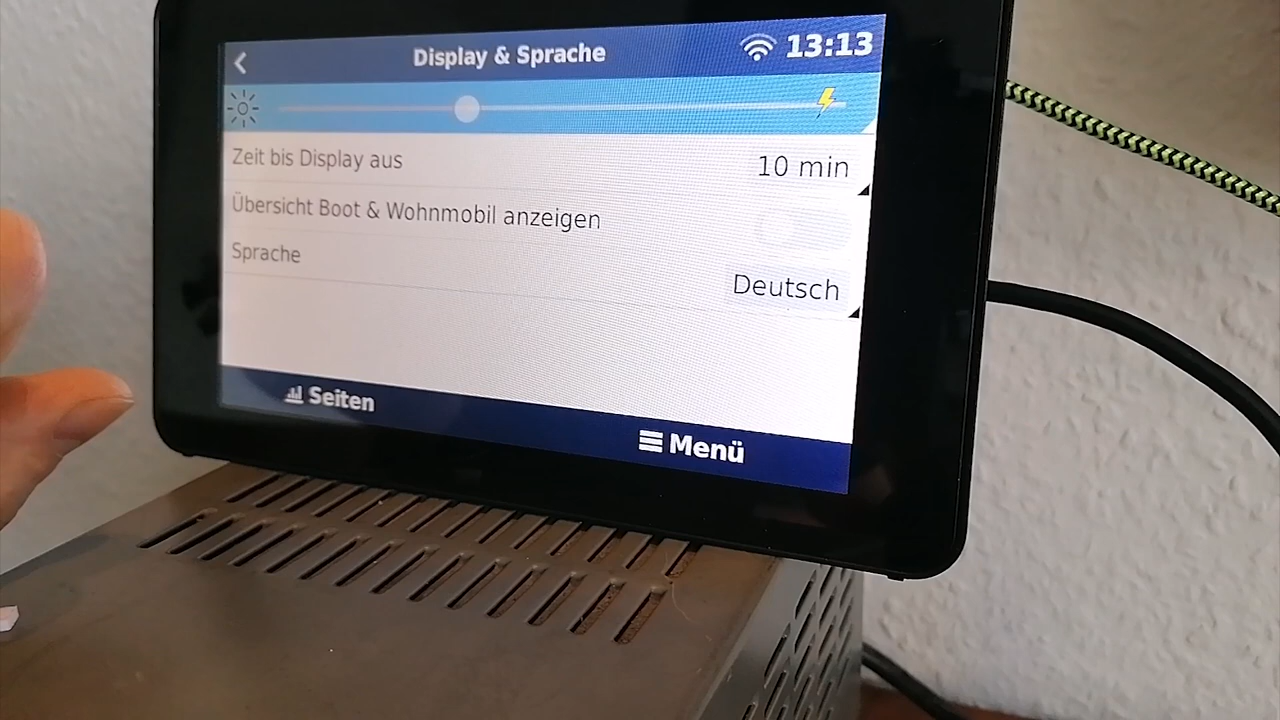 Display & Sprache 13:13
Zeit bis Display aus 10 min
Übersicht Boot & Wohnmobil anzeigen
Sprache
Deutsch
Seiten
Menü